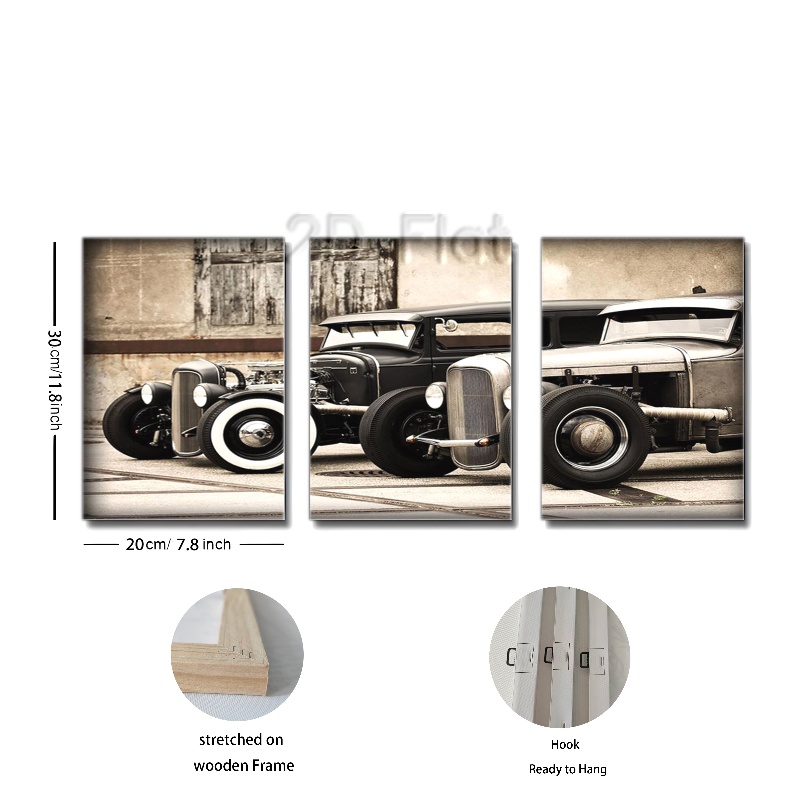 2D Flat
30cm/11.8inch
20cm/ 7.8 inch
stretched on
wooden Frame
Hook
Ready to Hang